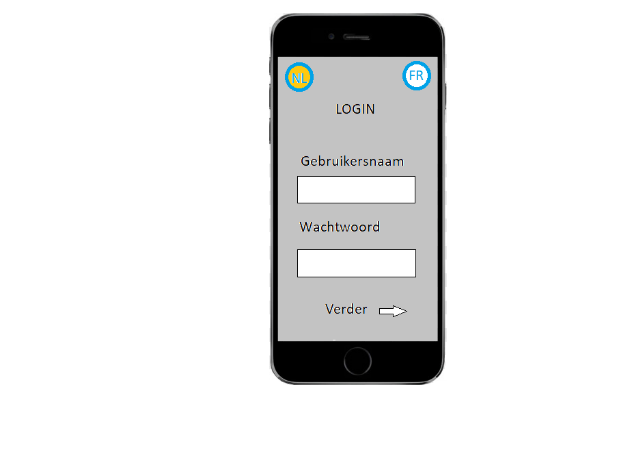 NL
FR
LOGIN
Gebruikersnaam
Wachtwoord
Verder